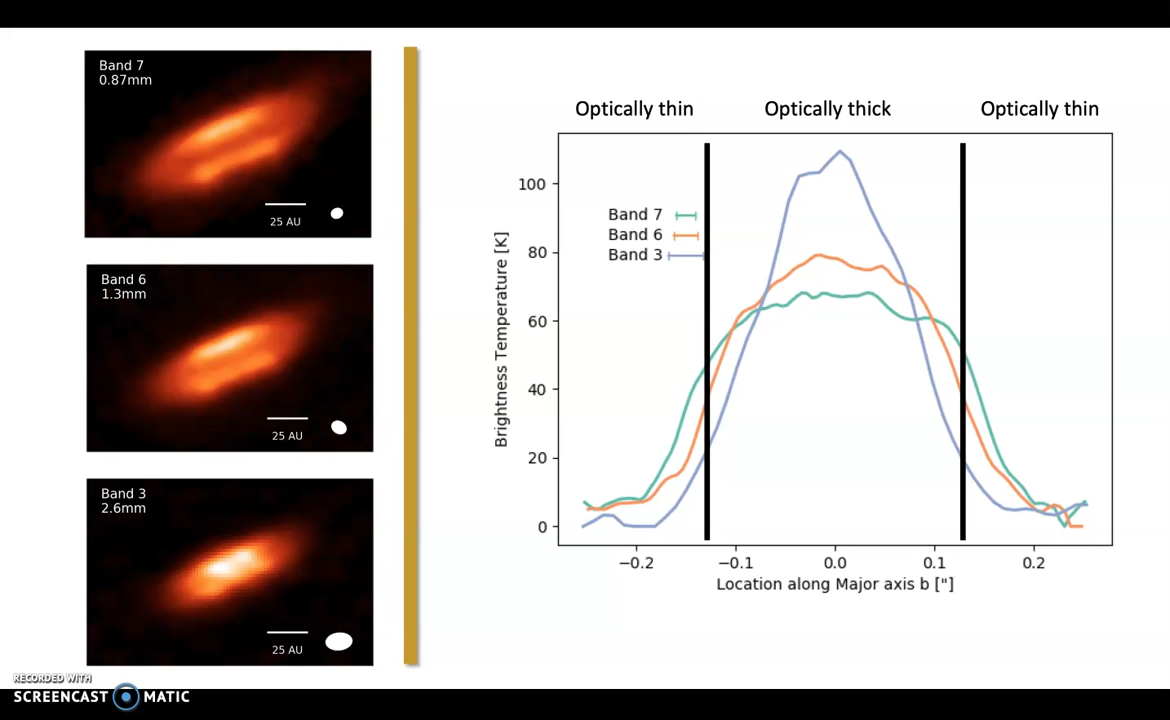 Band 7
0.87mm
25 AU
Band 6
1.3mm
25 AU
Band 3
2.6mm
25 AU
Optically thin
Optically thick
Optically thin
100
80
60
40
20
0
Brightness Temperature [K]
Band 7
Band 6
Band 3
−0.2
−0.1
0.0
0.1
0.2
Location along Major axis b ["]
RECORDED WITH
SCREENCAST MATIC